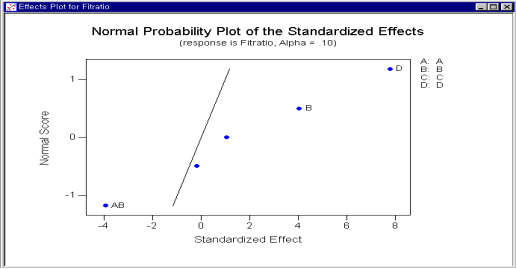 Effects Plot for Fitratio
Normal Probability Plot of the Standardized Effects
(response is Fitratio, Alpha = .10)
A: A
B: B
C: C
D: D
D
B
AB
1
0
-1
Normal Score
-4 -2 0 2 4 6 8
Standardized Effect